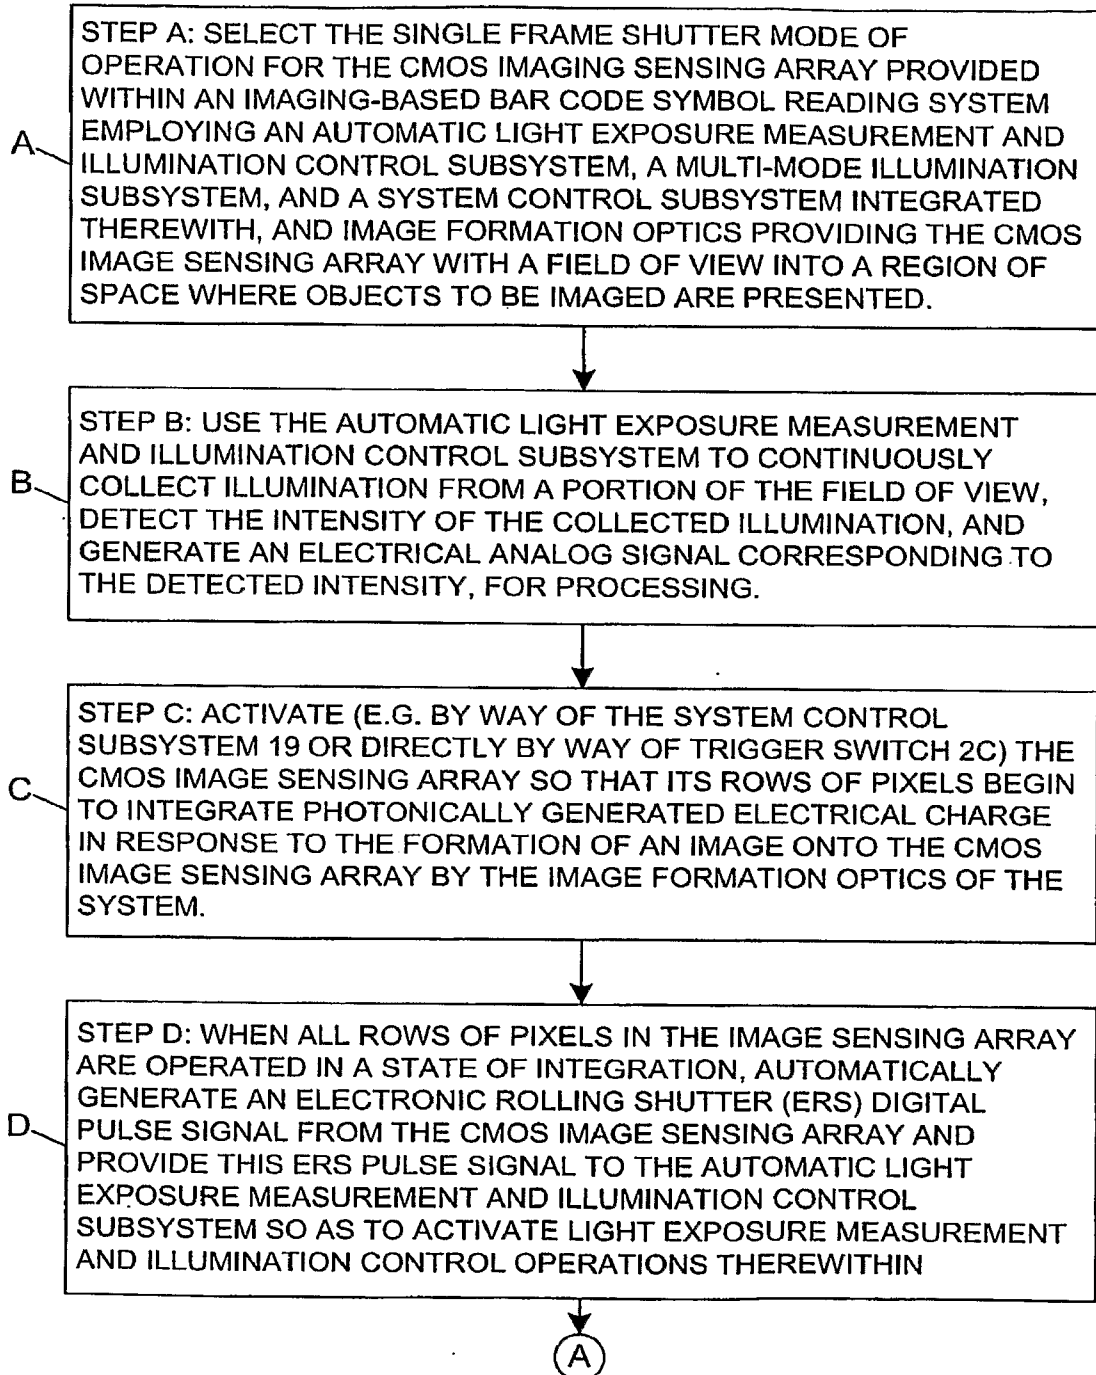 STEP A: SELECT THE SINGLE FRAME SHUTTER MODE OF
OPERATION FOR THE CMOS IMAGING SENSING ARRAY PROVIDED
WITHIN AN IMAGING-BASED BAR CODE SYMBOL READING SYSTEM
EMPLOYING AN AUTOMATIC LIGHT EXPOSURE MEASUREMENT AND
A
ILLUMINATION CONTROL SUBSYSTEM, A MULTI-MODE ILLUMINATION
SUBSYSTEM, AND A SYSTEM CONTROL SUBSYSTEM INTEGRATED
THEREWITH, AND IMAGE FORMATION OPTICS PROVIDING THE CMOS
IMAGE SENSING ARRAY WITH A FIELD OF VIEW INTO A REGION OF
SPACE WHERE OBJECTS TO BE IMAGED ARE PRESENTED.
STEP B: USE THE AUTOMATIC LIGHT EXPOSURE MEASUREMENT
AND ILLUMINATION CONTROL SUBSYSTEM TO CONTINUOUSLY
B
COLLECT ILLUMINATION FROM A PORTION OF THE FIELD OF VIEW,
DETECT THE INTENSITY OF THE COLLECTED ILLUMINATION, AND
GENERATE AN ELECTRICAL ANALOG SIGNAL CORRESPONDING TO
THE DETECTED INTENSITY, FOR PROCESSING.
STEP C: ACTIVATE (E.G. BY WAY OF THE SYSTEM CONTROL
SUBSYSTEM 19 OR DIRECTLY BY WAY OF TRIGGER SWITCH 2C) THE
CMOS IMAGE SENSING ARRAY SO THAT ITS ROWS OF PIXELS BEGIN
C
TO INTEGRATE PHOTONICALLY GENERATED ELECTRICAL CHARGE
IN RESPONSE TO THE FORMATION OF AN IMAGE ONTO THE CMOS
IMAGE SENSING ARRAY BY THE IMAGE FORMATION OPTICS OF THE
SYSTEM.
STEP D: WHEN ALL ROWS OF PIXELS IN THE IMAGE SENSING ARRAY
ARE OPERATED IN A STATE OF INTEGRATION, AUTOMATICALLY
GENERATE AN ELECTRONIC ROLLING SHUTTER (ERS) DIGITAL
D
PULSE SIGNAL FROM THE CMOS IMAGE SENSING ARRAY AND
PROVIDE THIS ERS PULSE SIGNAL TO THE AUTOMATIC LIGHT
EXPOSURE MEASUREMENT AND ILLUMINATION CONTROL
SUBSYSTEM SO AS TO ACTIVATE LIGHT EXPOSURE MEASUREMENT
AND ILLUMINATION CONTROL OPERATIONS THEREWITHIN
A